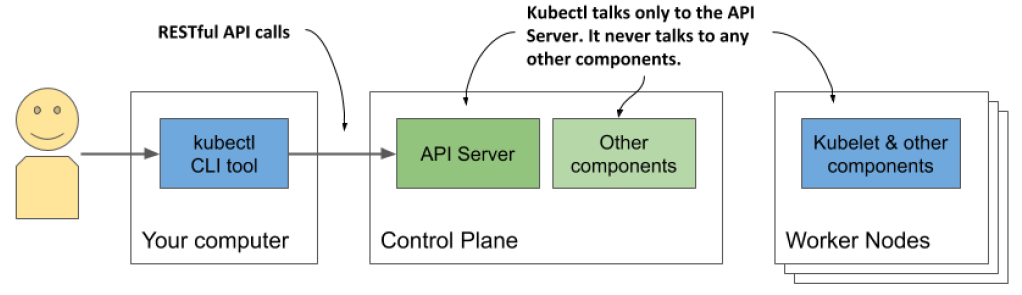 RESTful API calls
Kubectl talks only to the API
Server. It never talks to any
other components.
kubectl
CLI tool
API Server
Other
components
Kubelet & other
components
Your computer
Control Plane
Worker Nodes